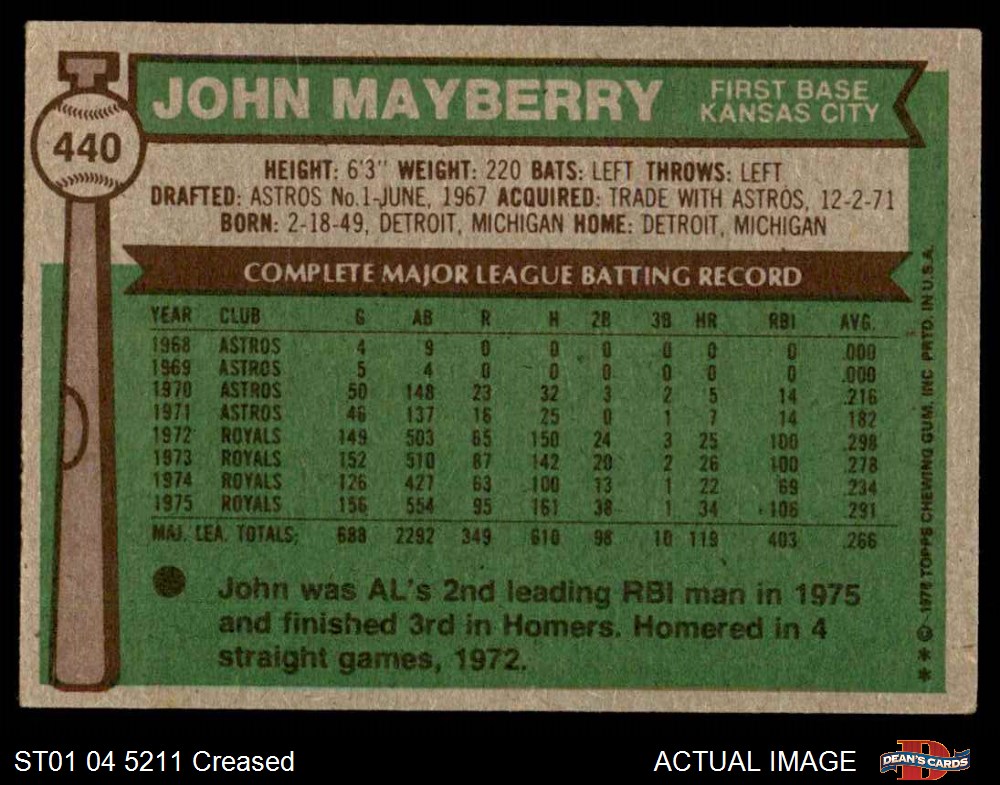 JOHN MAYBERRY
FIRST BASE
KANSAS CITY
440
HEIGHT: 6'3" WEIGHT: 220 BATS: LEFT THROWS: LEFT
DRAFTED: ASTROS No.1-JUNE, 1967 ACQUIRED: TRADE WITH ASTROS, 12-2-71
BORN: 2-18-49, DETROIT, MICHIGAN HOME: DETROIT, MICHIGAN
COMPLETE MAJOR LEAGUE BATTING RECORD
YEAR CLUB G AB R H 2B 3B HR RBI AVG.
1968 ASTROS 4 9 0 0 0 0 0 0 .000
1969 ASTROS 5 4 0 0 0 0 0 0 .000
1970 ASTROS 50 148 23 32 3 2 5 14 .216
1971 ASTROS 46 137 16 25 0 1 7 14 182
1972 ROYALS 149 503 65 150 24 3 25 100 .298
1973 ROYALS 152 510 87 142 20 2 26 100 .278
1974 ROYALS 126 427 63 100 13 1 22 69 .234
1975 ROYALS 156 554 95 161 38 1 34 106 .291
MAJ. LEA. TOTALS; 688 2292 349 610 98 10 119 403 .266
John was AL's 2nd leading RBI man in 1975
and finished 3rd in Homers. Homered in 4
straight games, 1972.
* * © 1976 TOPPS CHEWING GUM, INC PRTD. IN U.S.A.
ST01 04 5211 Creased
ACTUAL IMAGE
D
DEAN'S CARDS